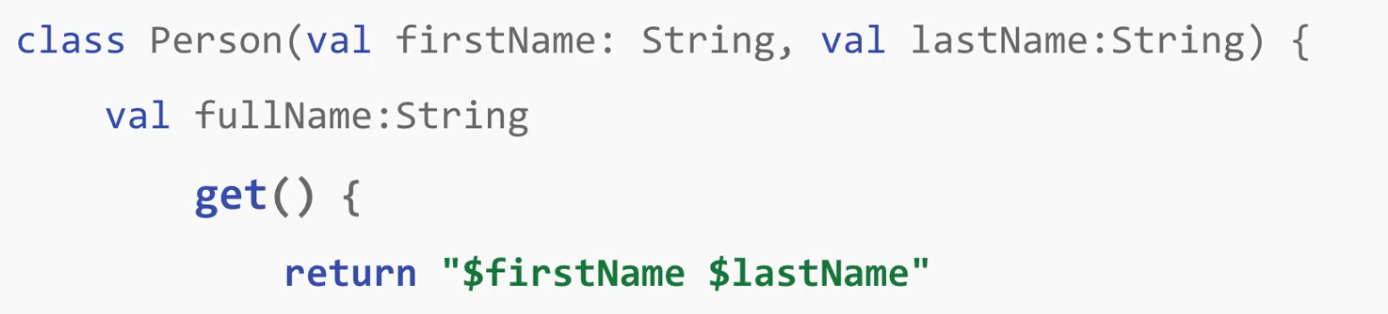 class Person(val firstName: String, val lastName:String) {
    val fullName:String
        get() {
            return "$firstName $lastName"